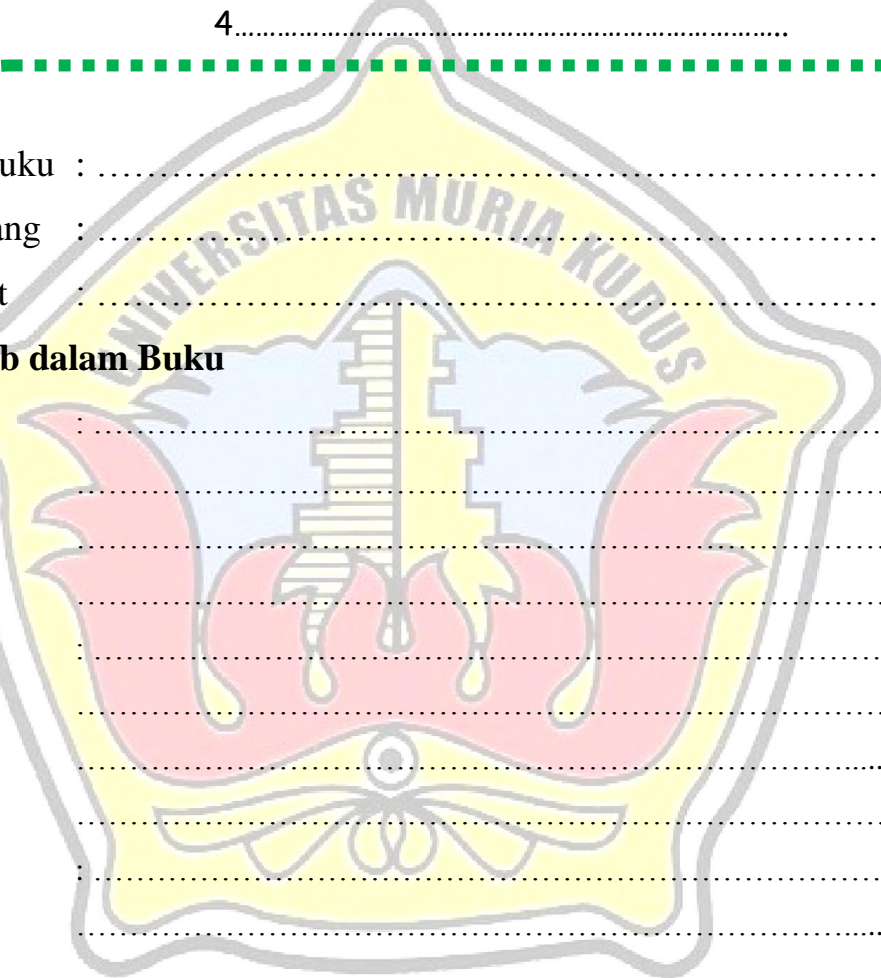 4…………………………………………………………..
uku : ……………………………………………………………
UNIVERSITAS MURIA KUDUS
ang : ……………………………………………………………
t : ……………………………………………………………
b dalam Buku
: ……………………………………………………………
……………………………………………………………
……………………………………………………………
……………………………………………………………
: ……………………………………………………………
……………………………………………………………
……………………………………………………………..
……………………………………………………………
: ……………………………………………………………
……………………………………………………………..